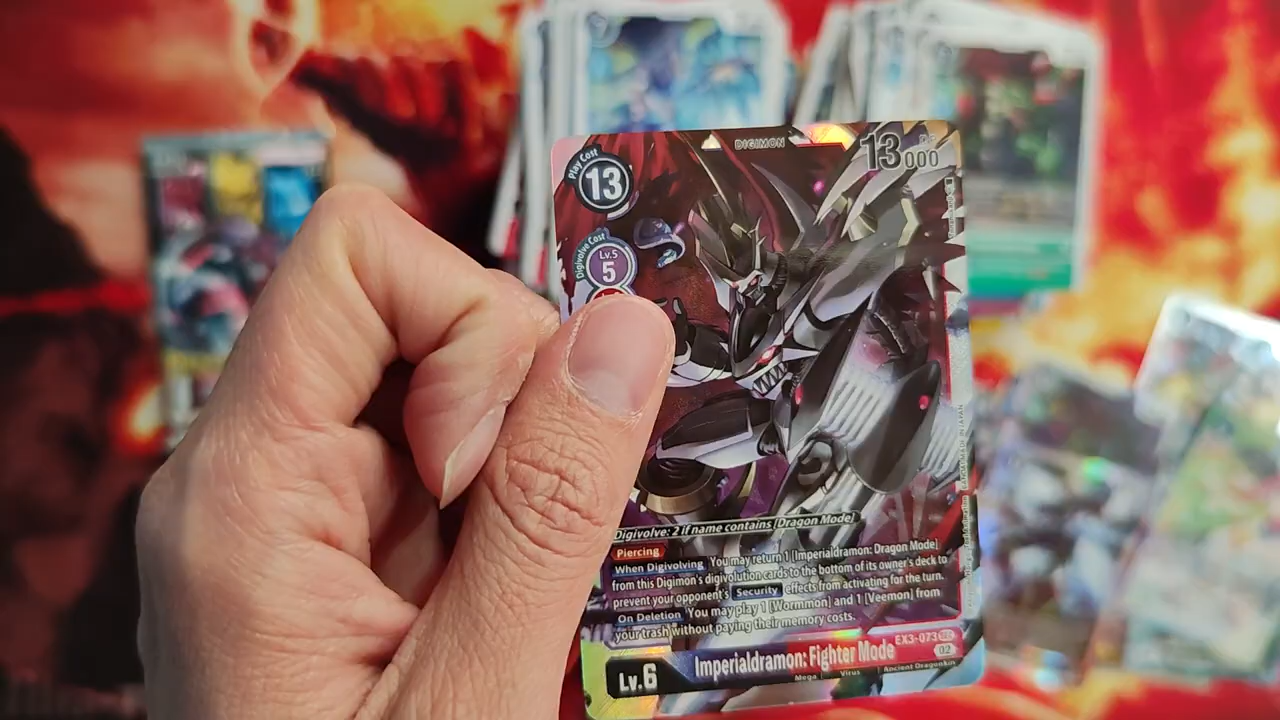 DIGIMON
Play Cost
13
13000
DP
Digivolve Cost
Lv.5
5
Digivolve: 2 if name contains [Dragon Mode]
Piercing
When Digivolving You may return 1 [Imperialdramon: Dragon Mode]
from this Digimon's digivolution cards to the bottom of its owner's deck to
prevent your opponent's Security effects from activating for the turn.
On Deletion You may play 1 [Wormmon] and 1 [Veemon] from
your trash without paying their memory costs.
EX3-073 SEC
02
Lv.6
Imperialdramon: Fighter Mode
Mega Virus Ancient Dragonkin